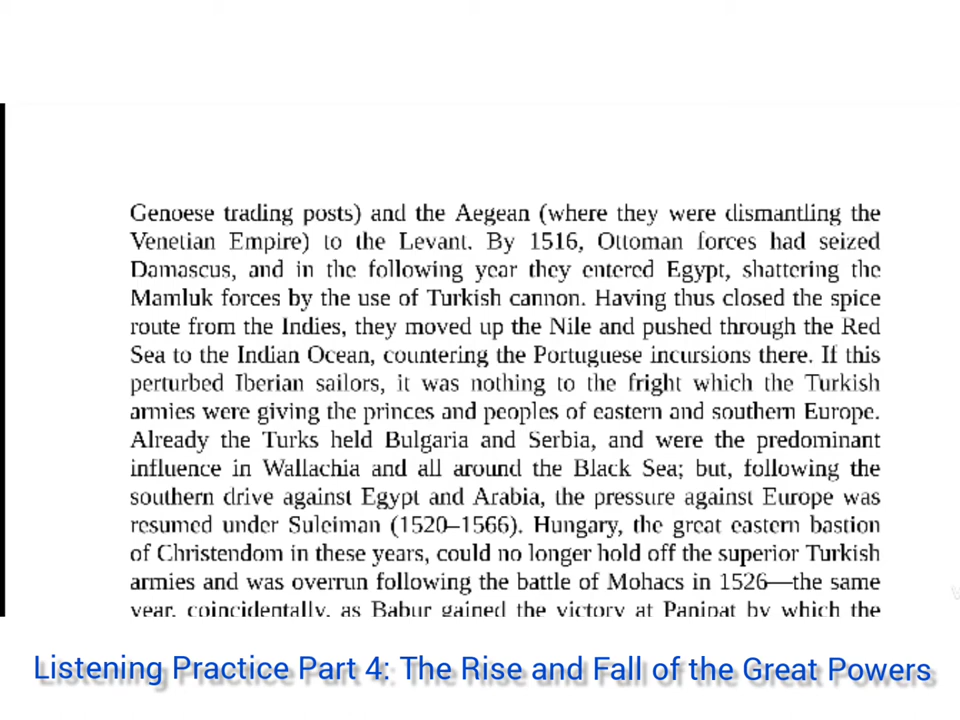 Genoese trading posts) and the Aegean (where they were dismantling the
Venetian Empire) to the Levant. By 1516, Ottoman forces had seized
Damascus, and in the following year they entered Egypt, shattering the
Mamluk forces by the use of Turkish cannon. Having thus closed the spice
route from the Indies, they moved up the Nile and pushed through the Red
Sea to the Indian Ocean, countering the Portuguese incursions there. If this
perturbed Iberian sailors, it was nothing to the fright which the Turkish
armies were giving the princes and peoples of eastern and southern Europe.
Already the Turks held Bulgaria and Serbia, and were the predominant
influence in Wallachia and all around the Black Sea; but, following the
southern drive against Egypt and Arabia, the pressure against Europe was
resumed under Suleiman (1520–1566). Hungary, the great eastern bastion
of Christendom in these years, could no longer hold off the superior Turkish
armies and was overrun following the battle of Mohacs in 1526—the same
year, coincidentally, as Babur gained the victory at Panipat by which the
Listening Practice Part 4: The Rise and Fall of the Great Powers